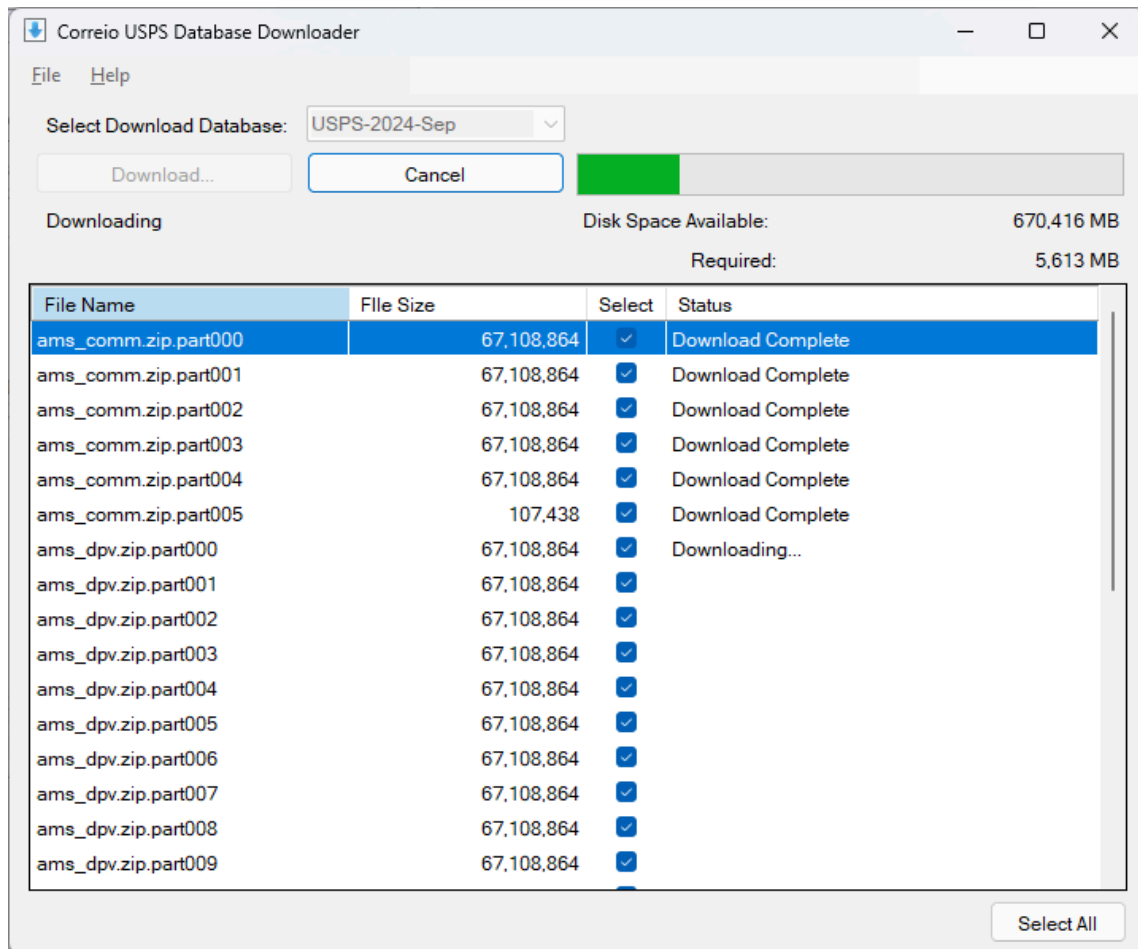 Correio USPS Database Downloader
File Help
Select Download Database: USPS-2024-Sep
Download... Cancel
Downloading Disk Space Available: 670,416 MB
Required: 5,613 MB
File Name FIle Size Select Status
ams_comm.zip.part000 67,108,864 Download Complete
ams_comm.zip.part001 67,108,864 Download Complete
ams_comm.zip.part002 67,108,864 Download Complete
ams_comm.zip.part003 67,108,864 Download Complete
ams_comm.zip.part004 67,108,864 Download Complete
ams_comm.zip.part005 107,438 Download Complete
ams_dpv.zip.part000 67,108,864 Downloading...
ams_dpv.zip.part001 67,108,864
ams_dpv.zip.part002 67,108,864
ams_dpv.zip.part003 67,108,864
ams_dpv.zip.part004 67,108,864
ams_dpv.zip.part005 67,108,864
ams_dpv.zip.part006 67,108,864
ams_dpv.zip.part007 67,108,864
ams_dpv.zip.part008 67,108,864
ams_dpv.zip.part009 67,108,864
Select All